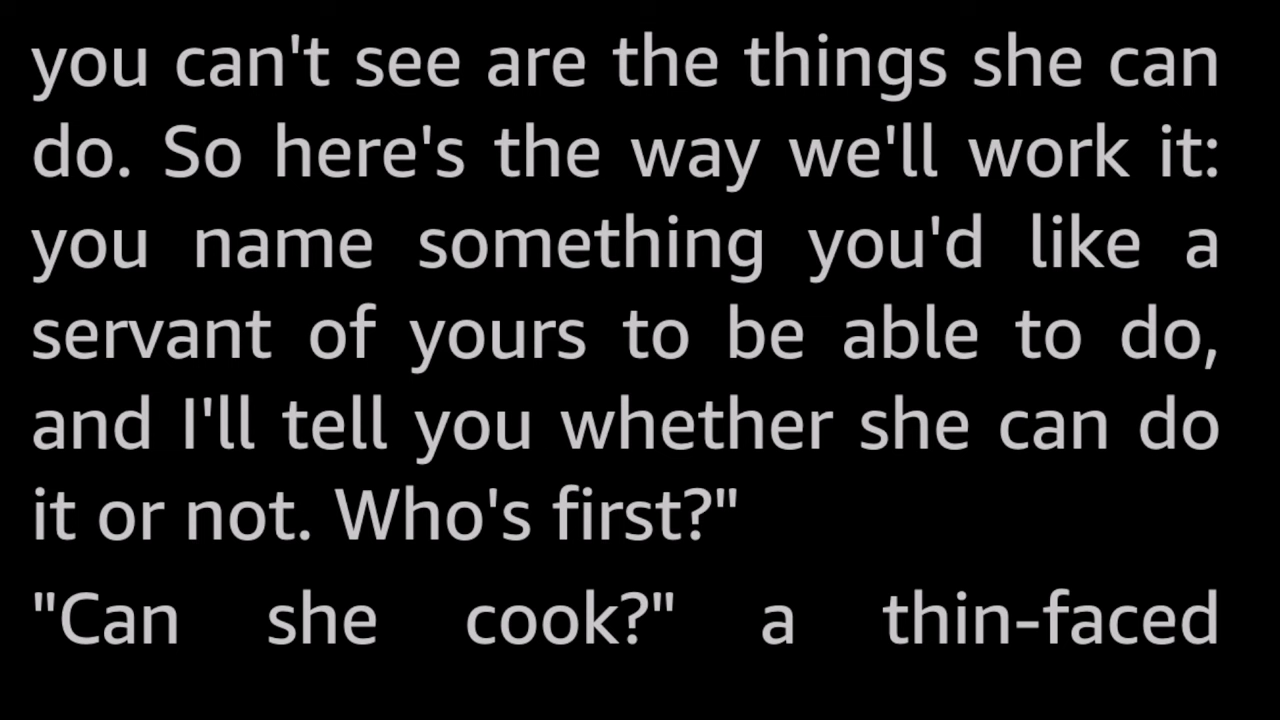 you can't see are the things she can
do. So here's the way we'll work it:
you name something you'd like a
servant of yours to be able to do,
and I'll tell you whether she can do
it or not. Who's first?"
"Can she cook?" a thin-faced